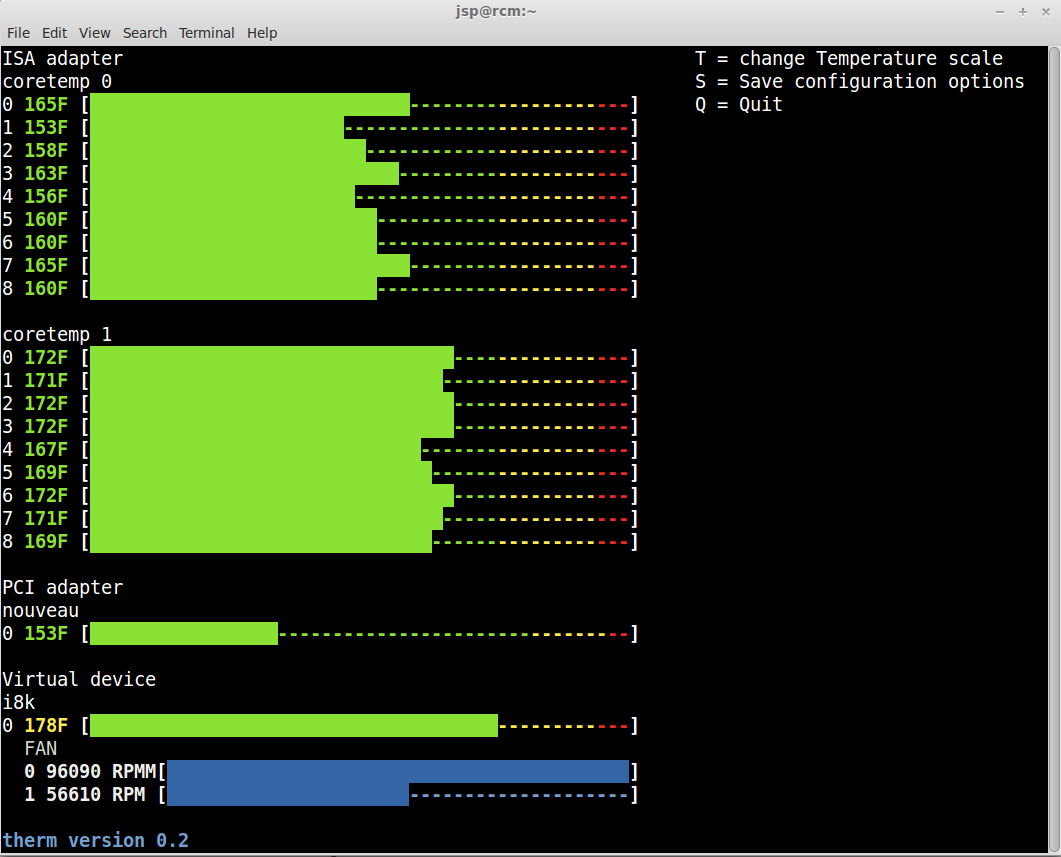 jsp@rcm:~
File Edit View Search Terminal Help
ISA adapter
coretemp 0
0 165F [---------------------]
1 153F [---------------------------]
2 158F [-------------------------]
3 163F [----------------------]
4 156F [--------------------------]
5 160F [------------------------]
6 160F [------------------------]
7 165F [---------------------]
8 160F [------------------------]
coretemp 1
0 172F [-----------------]
1 171F [------------------]
2 172F [-----------------]
3 172F [-----------------]
4 167F [--------------------]
5 169F [-------------------]
6 172F [-----------------]
7 171F [------------------]
8 169F [-------------------]
PCI adapter
nouveau
0 153F [--------------------------------]
Virtual device
i8k
0 178F [------------]
FAN
0 96090 RPMM[]
1 56610 RPM [--------------------]
therm version 0.2
T = change Temperature scale
S = Save configuration options
Q = Quit